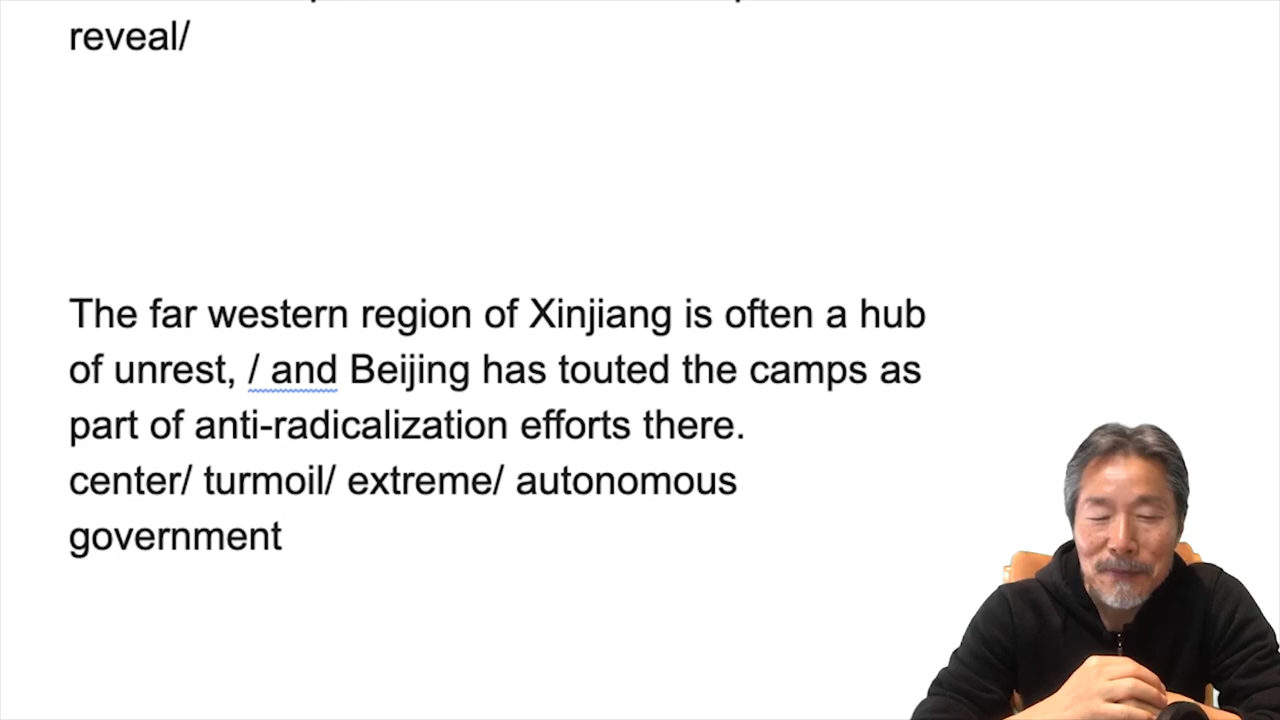 reveal/
The far western region of Xinjiang is often a hub
of unrest, / and Beijing has touted the camps as
part of anti-radicalization efforts there.
center/ turmoil/ extreme/ autonomous
government